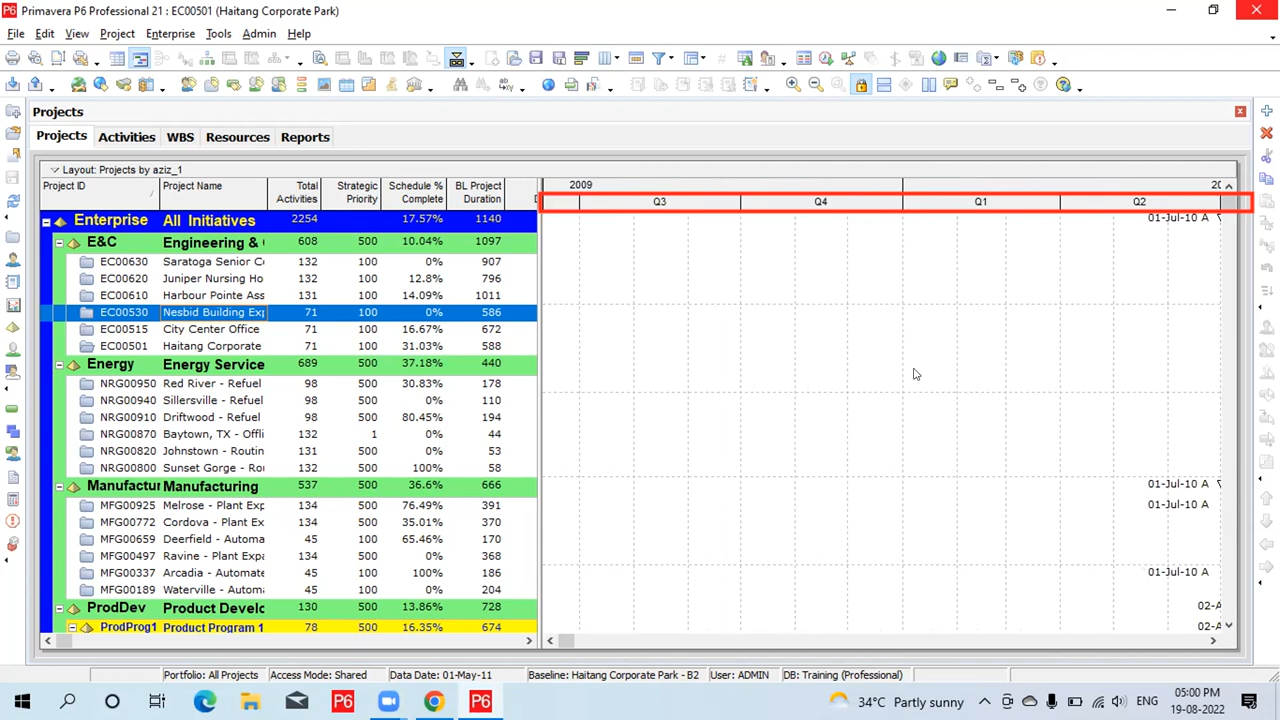 Primavera P6 Professional 21 : EC00501 (Haitang Corporate Park)
File Edit View Project Enterprise Tools Admin Help
Projects
Projects Activities WBS Resources Reports
Layout: Projects by aziz_1
Project ID Project Name Total Activities Strategic Priority Schedule % Complete BL Project Duration D
2009 20
Q3 Q4 Q1 Q2
Enterprise All Initiatives 2254 17.57% 1140 01-Jul-10 A
E&C Engineering & 608 500 10.04% 1097
EC00630 Saratoga Senior Co 132 100 0% 907
EC00620 Juniper Nursing Ho 132 100 12.8% 796
EC00610 Harbour Pointe Ass 131 100 14.09% 1011
EC00530 Nesbid Building Exp 71 100 0% 586
EC00515 City Center Office 71 100 16.67% 672
EC00501 Haitang Corporate 71 100 31.03% 588
Energy Energy Service 689 500 37.18% 440
NRG00950 Red River - Refuel 98 500 30.83% 178
NRG00940 Sillersville - Refuel 98 500 0% 110
NRG00910 Driftwood - Refuel 98 500 80.45% 194
NRG00870 Baytown, TX - Offli 132 1 0% 44
NRG00820 Johnstown - Routin 131 500 0% 53
NRG00800 Sunset Gorge - Ro 132 500 100% 58
Manufactur Manufacturing 537 500 36.6% 666 01-Jul-10 A
MFG00925 Melrose - Plant Exp 134 500 76.49% 391 01-Jul-10 A
MFG00772 Cordova - Plant Ex 134 500 35.01% 370
MFG00659 Deerfield - Automa 45 500 65.46% 170
MFG00497 Ravine - Plant Expa 134 500 0% 368
MFG00337 Arcadia - Automate 45 500 100% 186 01-Jul-10 A
MFG00189 Waterville - Autom 45 500 0% 204
ProdDev Product Develo 130 500 13.86% 728 02-A
ProdProg1 Product Program 1 78 500 16.35% 674 02-A
Portfolio: All Projects Access Mode: Shared Data Date: 01-May-11 Baseline: Haitang Corporate Park - B2 User: ADMIN DB: Training (Professional)
P6 P6 34°C Partly sunny ENG 05:00 PM
19-08-2022